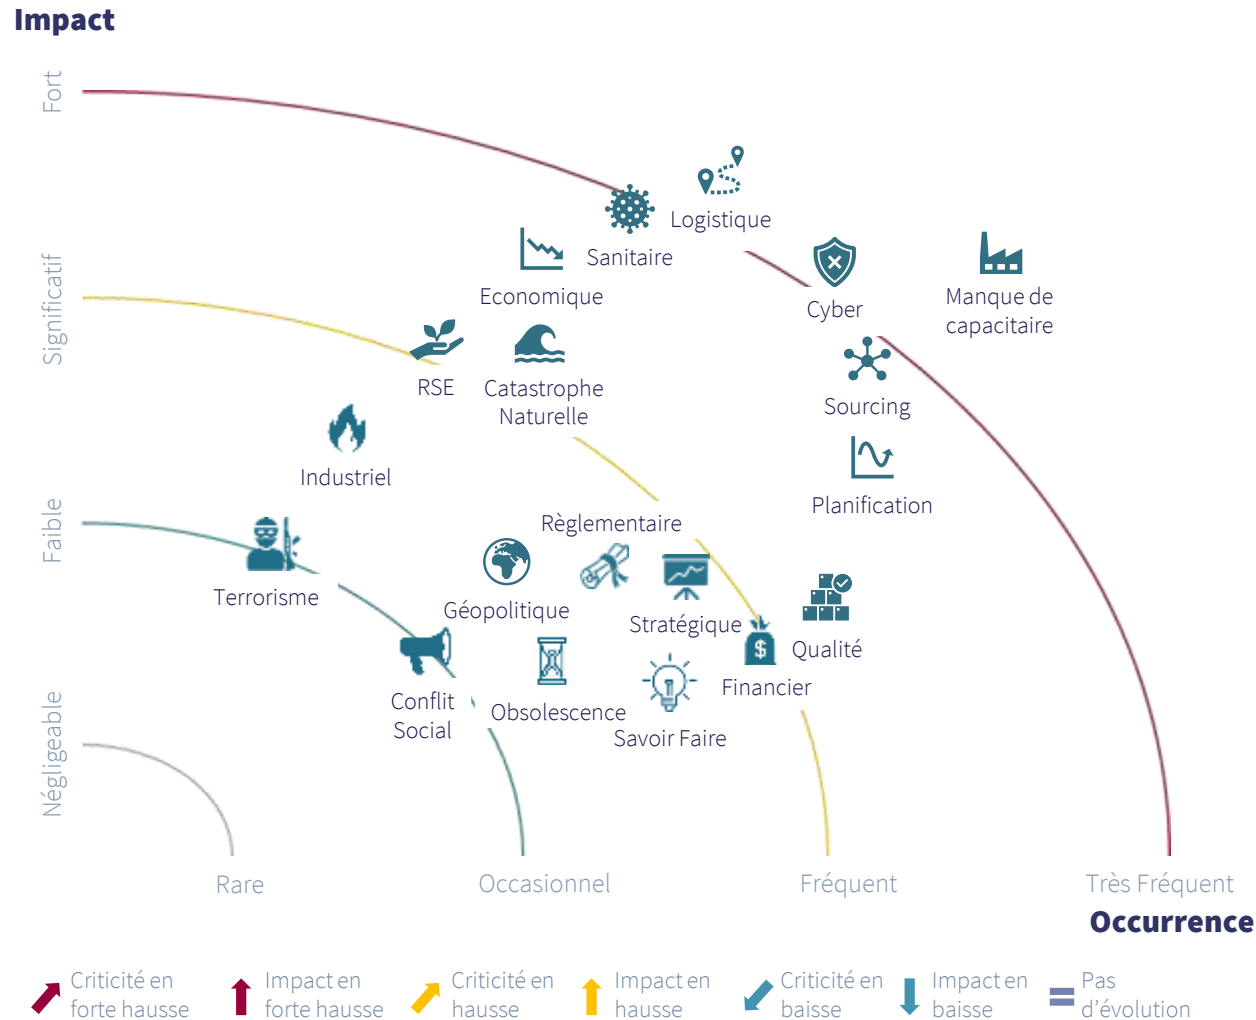 Impact
Fort
Significatif
Faible
Négligeable
Logistique
Sanitaire
Economique
Cyber
Manque de
capacitaire
RSE
Catastrophe
Naturelle
Sourcing
Industriel
Planification
Règlementaire
Terrorisme
Géopolitique
Stratégique
$
Qualité
Financier
Conflit
Social
Obsolescence
Savoir Faire
Rare
Occasionnel
Fréquent
Très Fréquent
Occurrence
Criticité en
forte hausse
Impact en
forte hausse
Criticité en
hausse
Impact en
hausse
Criticité en
baisse
Impact en
baisse
Pas
d’évolution